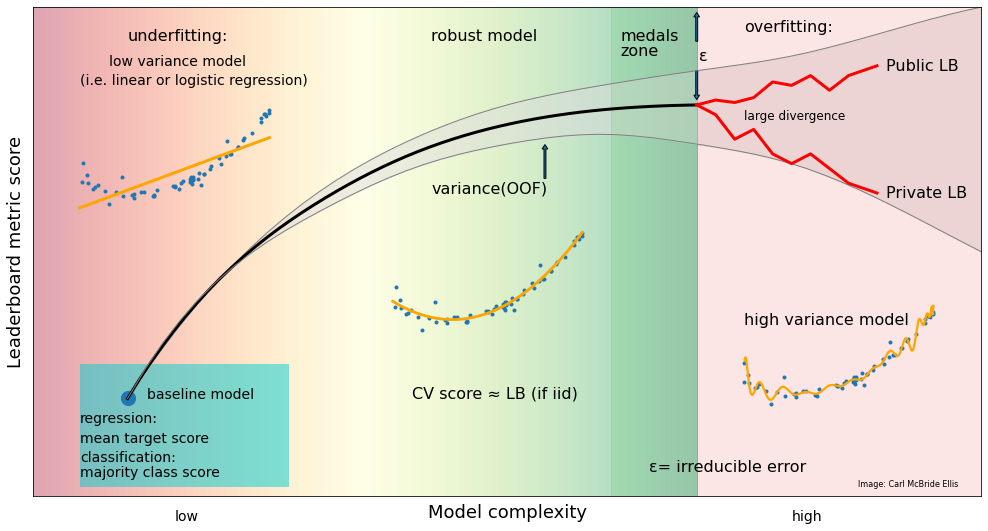 underfitting:
low variance model
(i.e. linear or logistic regression)
robust model
medals
zone
ε
overfitting:
Public LB
large divergence
Private LB
variance(OOF)
high variance model
CV score ≈ LB (if iid)
baseline model
regression:
mean target score
classification:
majority class score
ε= irreducible error
Image: Carl McBride Ellis
Leaderboard metric score
low
Model complexity
high